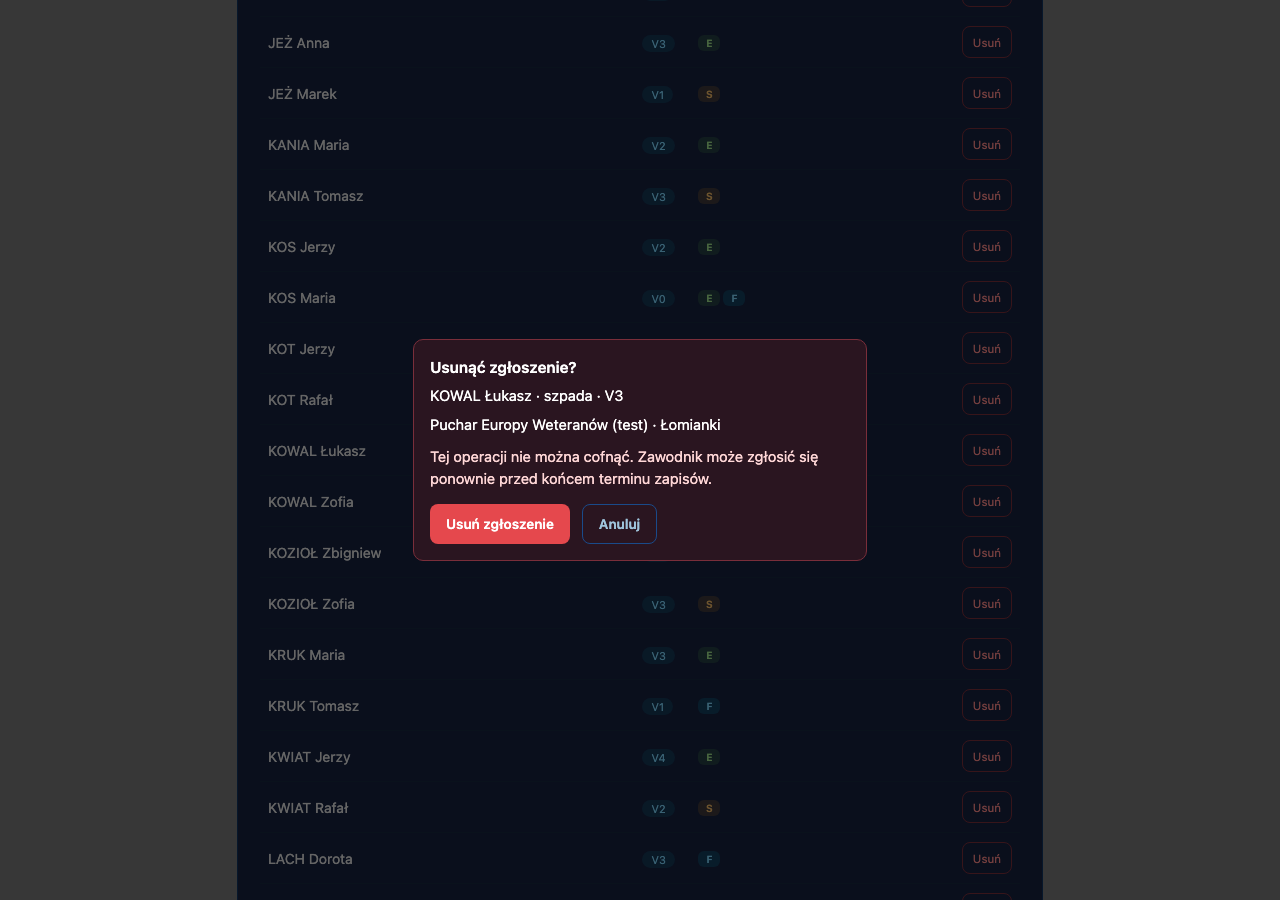 JEŻ Anna V3 E Usuń
JEŻ Marek V1 S Usuń
KANIA Maria V2 E Usuń
KANIA Tomasz V3 S Usuń
KOS Jerzy V2 E Usuń
KOS Maria V0 E F Usuń
KOT Jerzy Usuń
KOT Rafał Usuń
KOWAL Łukasz Usuń
KOWAL Zofia Usuń
KOZIOŁ Zbigniew Usuń
Usunąć zgłoszenie?
KOWAL Łukasz · szpada · V3
Puchar Europy Weteranów (test) · Łomianki
Tej operacji nie można cofnąć. Zawodnik może zgłosić się
ponownie przed końcem terminu zapisów.
Usuń zgłoszenie Anuluj
KOZIOŁ Zofia V3 S Usuń
KRUK Maria V3 E Usuń
KRUK Tomasz V1 F Usuń
KWIAT Jerzy V4 E Usuń
KWIAT Rafał V2 S Usuń
LACH Dorota V3 F Usuń